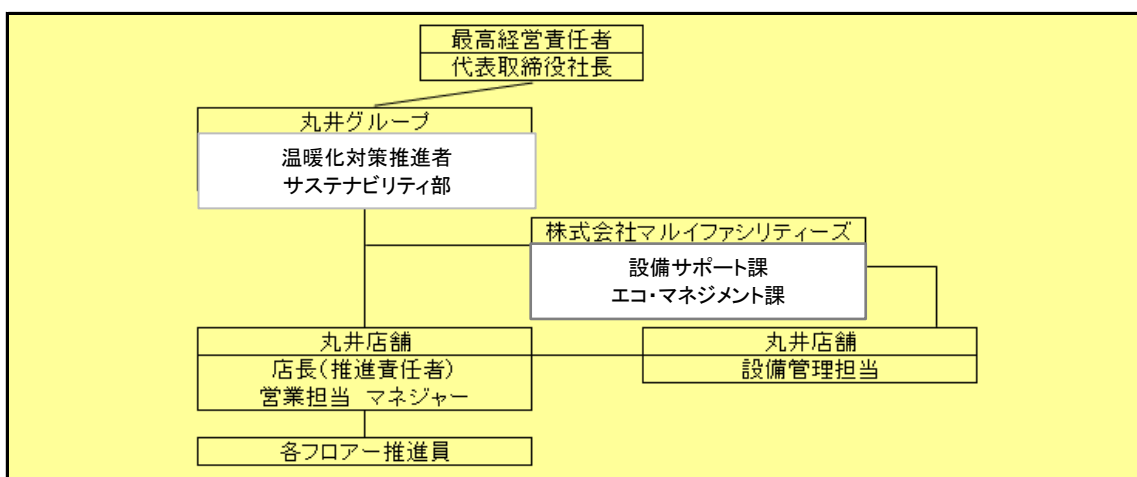 最高経営責任者
代表取締役社長
丸井グループ
温暖化対策推進者
サステナビリティ部
株式会社マルイファシリティーズ
設備サポート課
エコ・マネジメント課
丸井店舗
店長(推進責任者)
営業担当 マネジャー
丸井店舗
設備管理担当
各フロアー推進員